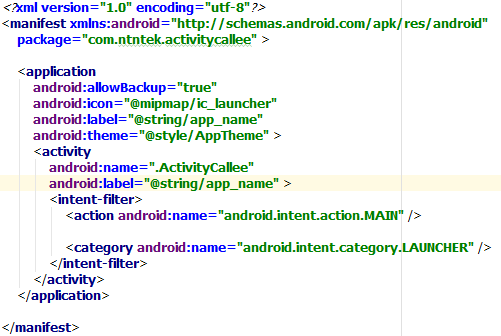 <?xml version="1.0" encoding="utf-8"?>
<manifest xmlns:android="http://schemas.android.com/apk/res/android"
package="com.ntntek.activitycallee" >
<application
android:allowBackup="true"
android:icon="@mipmap/ic_launcher"
android:label="@string/app_name"
android:theme="@style/AppTheme" >
<activity
android:name=".ActivityCallee"
android:label="@string/app_name" >
<intent-filter>
<action android:name="android.intent.action.MAIN" />
<category android:name="android.intent.category.LAUNCHER" />
</intent-filter>
</activity>
</application>
</manifest>